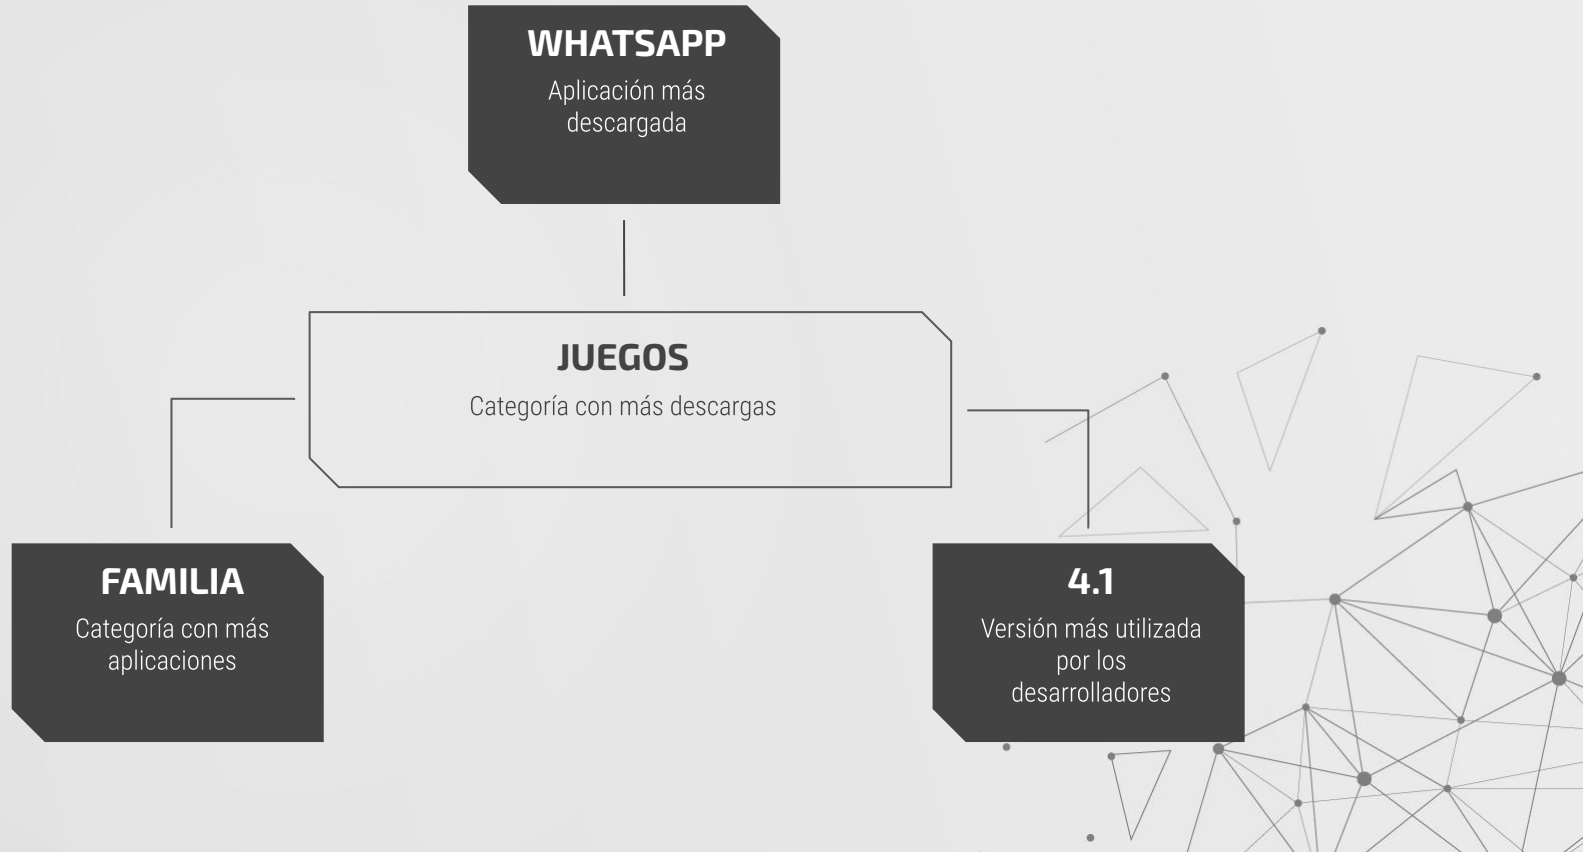 WHATSAPP
Aplicación más
descargada
JUEGOS
Categoría con más descargas
FAMILIA
Categoría con más
aplicaciones
4.1
Versión más utilizada
por los
desarrolladores